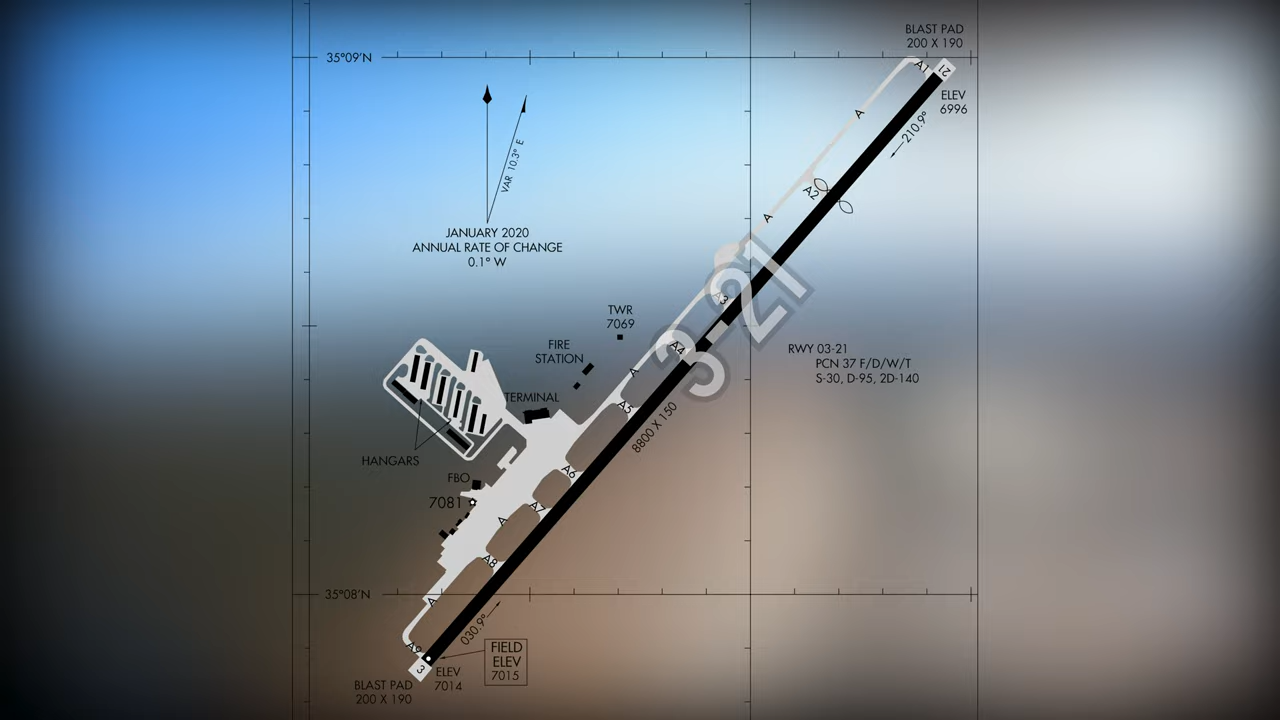 BLAST PAD
200 X 190
35°09'N
A1
21
ELEV
6996
A
210.9°
VAR 10.3° E
A2
A
JANUARY 2020
ANNUAL RATE OF CHANGE
0.1° W
3-21
A3
TWR
7069
FIRE
STATION
A4
RWY 03-21
PCN 37 F/D/W/T
S-30, D-95, 2D-140
A
TERMINAL
A5
8800 X 150
HANGARS
A6
FBO
7081
A7
A
A8
35°08'N
A
030.9°
A9
3
FIELD
ELEV
7015
ELEV
7014
BLAST PAD
200 X 190